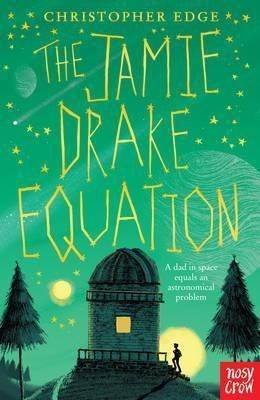 CHRISTOPHER EDGE
THE JAMIE
DRAKE
EQUATION
A dad in space
equals an
astronomical
problem
nosy
crow